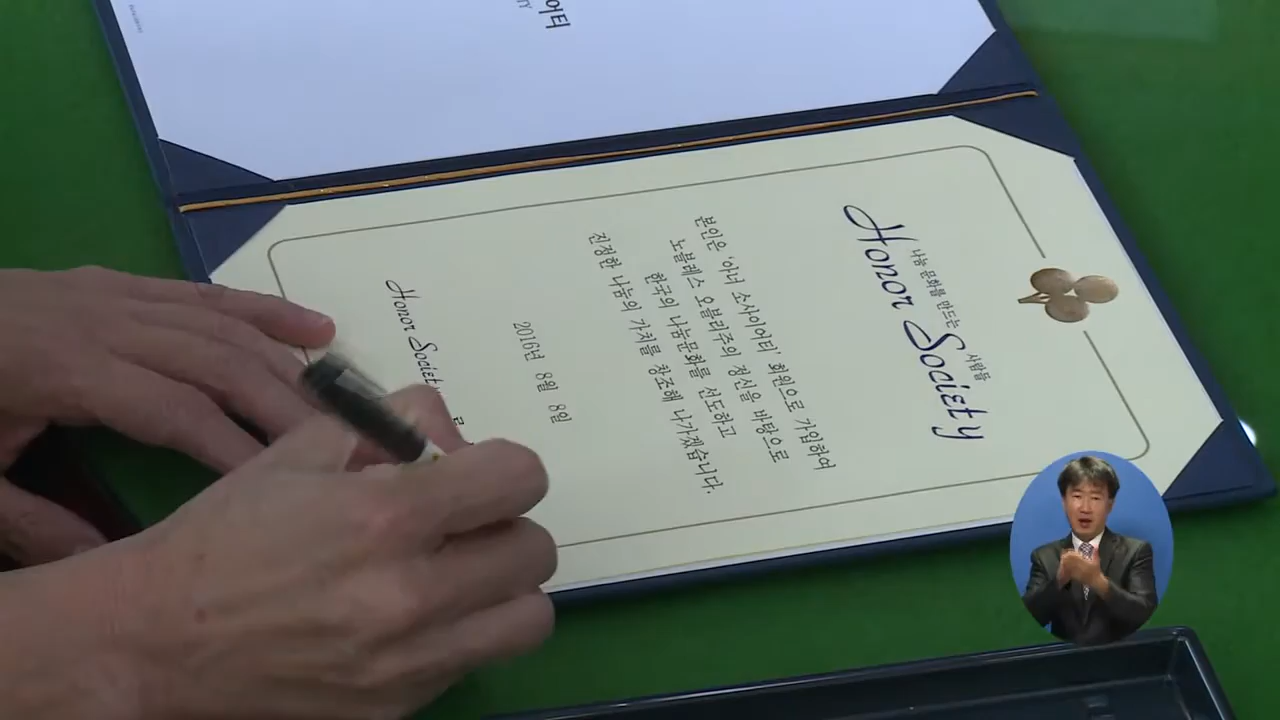 어티
나눔 문화를 만드는 사람들
Honor Society
본인은 '아너 소사이어티' 회원으로 가입하여
노블레스 오블리주의 정신을 바탕으로
한국의 나눔문화를 선도하고
진정한 나눔의 가치를 창조해 나가겠습니다.
2016년 8월 8일
Honor Society